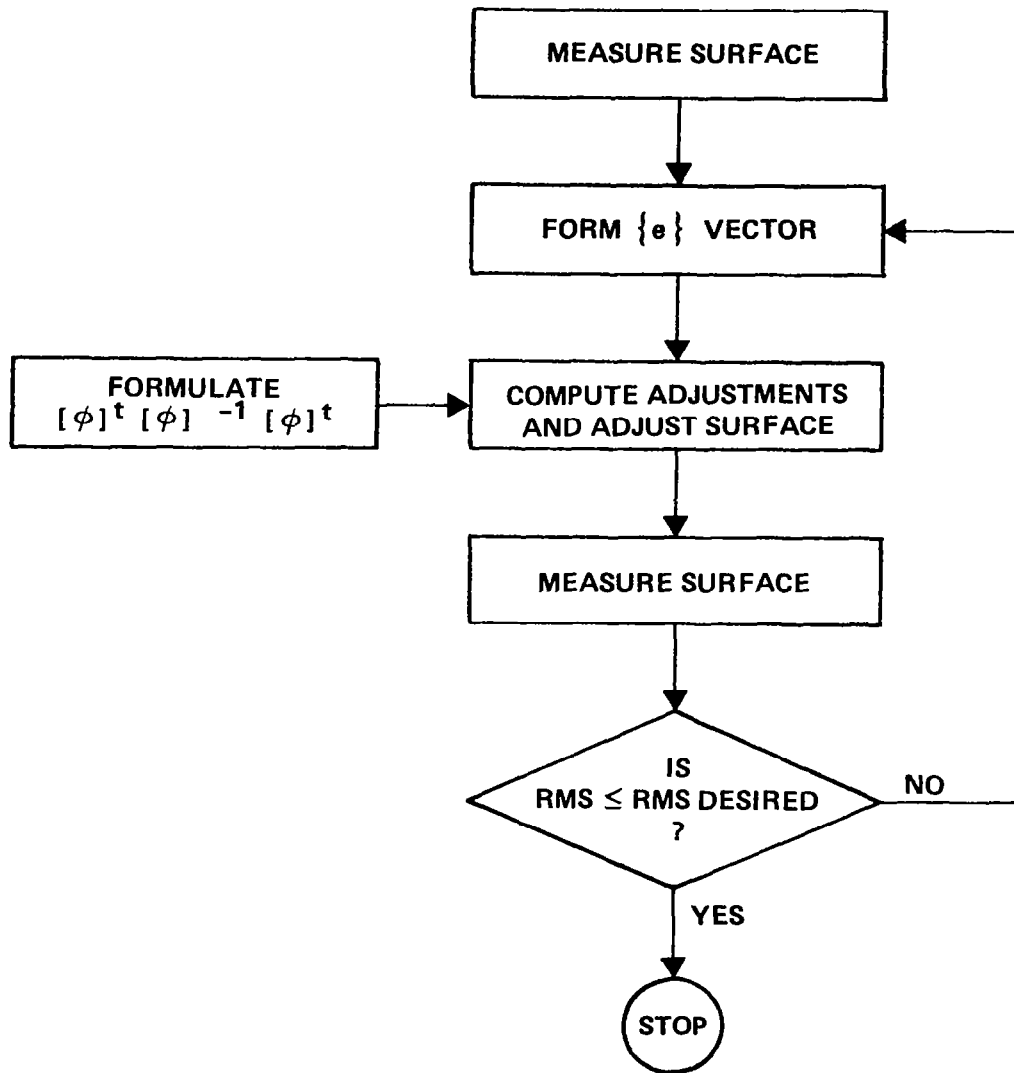 MEASURE SURFACE
FORM {e} VECTOR
FORMULATE
[ϕ]ᵗ [ϕ] ⁻¹ [ϕ]ᵗ
COMPUTE ADJUSTMENTS
AND ADJUST SURFACE
MEASURE SURFACE
IS
RMS ≤ RMS DESIRED
?
NO
YES
STOP